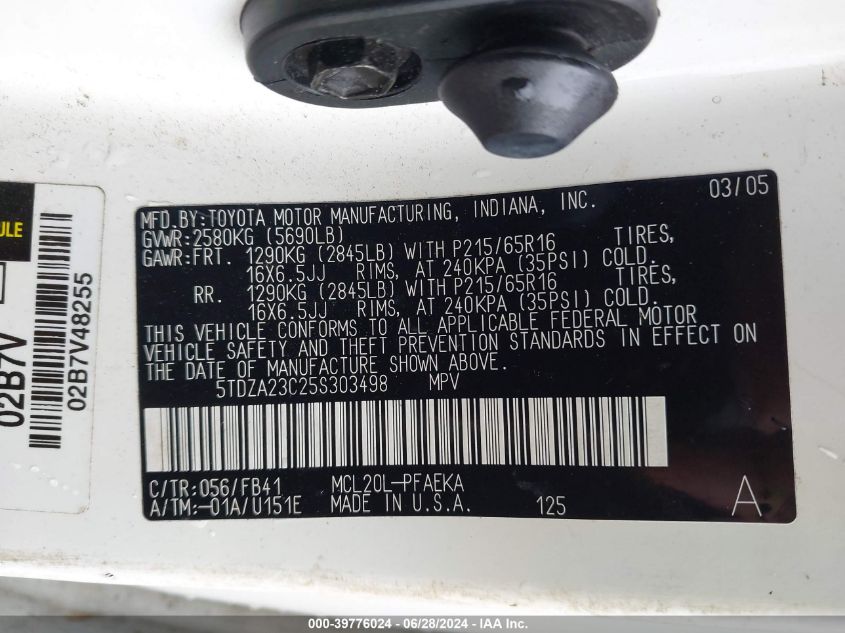 ULE
02B7V
02B7V48255
MFD.BY:TOYOTA MOTOR MANUFACTURING, INDIANA, INC. 03/05
GVWR:2580KG (5690LB)
GAWR:FRT. 1290KG (2845LB) WITH P215/65R16 TIRES,
16X6.5JJ RIMS, AT 240KPA (35PSI) COLD.
RR. 1290KG (2845LB) WITH P215/65R16 TIRES,
16X6.5JJ RIMS, AT 240KPA (35PSI) COLD.
THIS VEHICLE CONFORMS TO ALL APPLICABLE FEDERAL MOTOR
VEHICLE SAFETY AND THEFT PREVENTION STANDARDS IN EFFECT ON
THE DATE OF MANUFACTURE SHOWN ABOVE.
5TDZA23C25S303498 MPV
C/TR:056/FB41 MCL20L-PFAEKA
A/TM:-01A/U151E MADE IN U.S.A. 125 A
000-39776024 - 06/28/2024 - IAAI Inc.